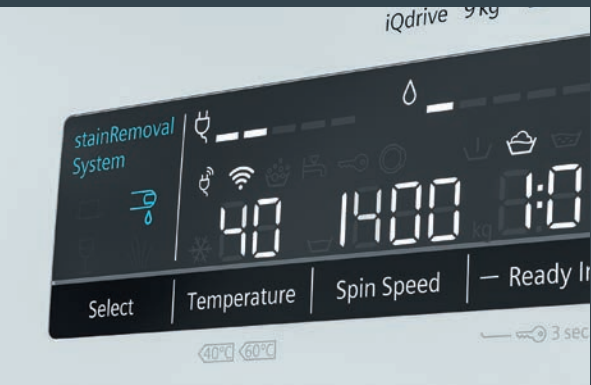 iQdrive 9 kg
stainRemoval
System
40
1400
1:0
kg
Select
Temperature
Spin Speed
– Ready In
40°C 60°C
3 sec